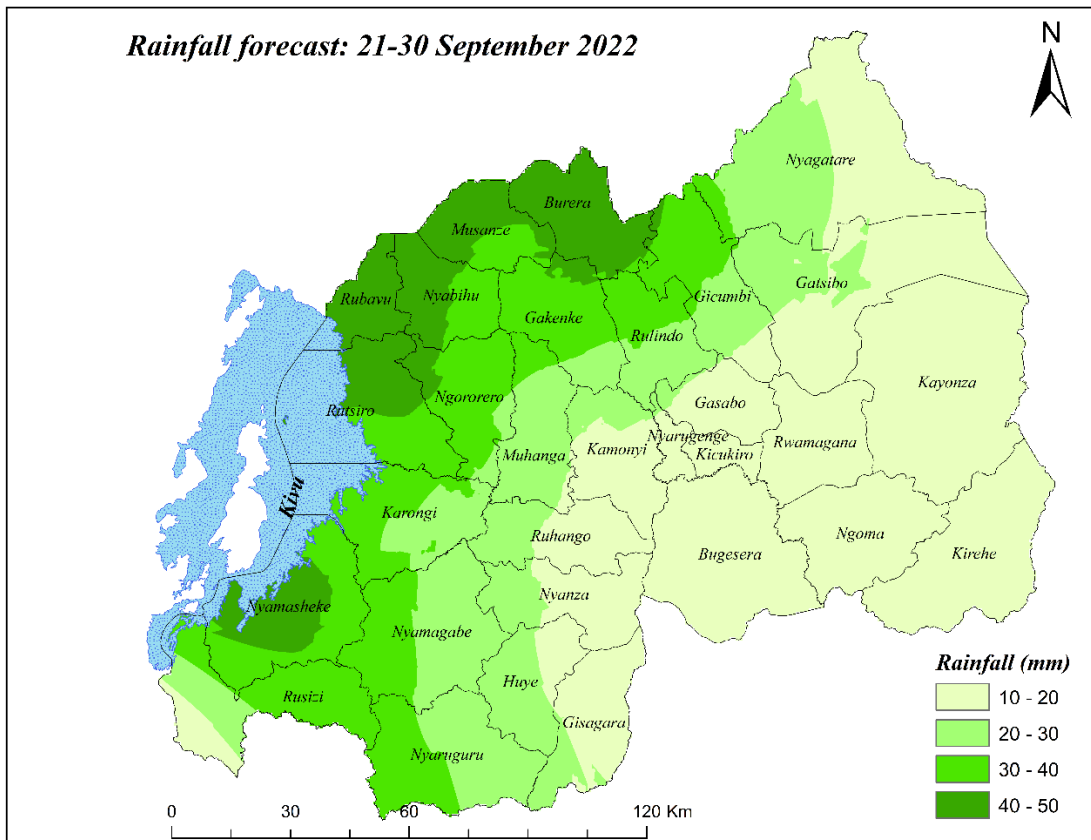 Rainfall forecast: 21-30 September 2022
N
Nyagatare
Burera
Musanze
Gatsibo
Rubavu
Nyabihu
Gicumbi
Gakenke
Rulindo
Kayonza
Ngororero
Gasabo
Rutsiro
Nyarugenge
Rwamagana
Kamonyi
Kicukiro
Muhanga
Kivu
Karongi
Ruhango
Bugesera
Ngoma
Kirehe
Nyanza
Nyamasheke
Nyamagabe
Huye
Rusizi
Gisagara
Nyaruguru
Rainfall (mm)
10 - 20
20 - 30
30 - 40
40 - 50
0 30 60 120 Km